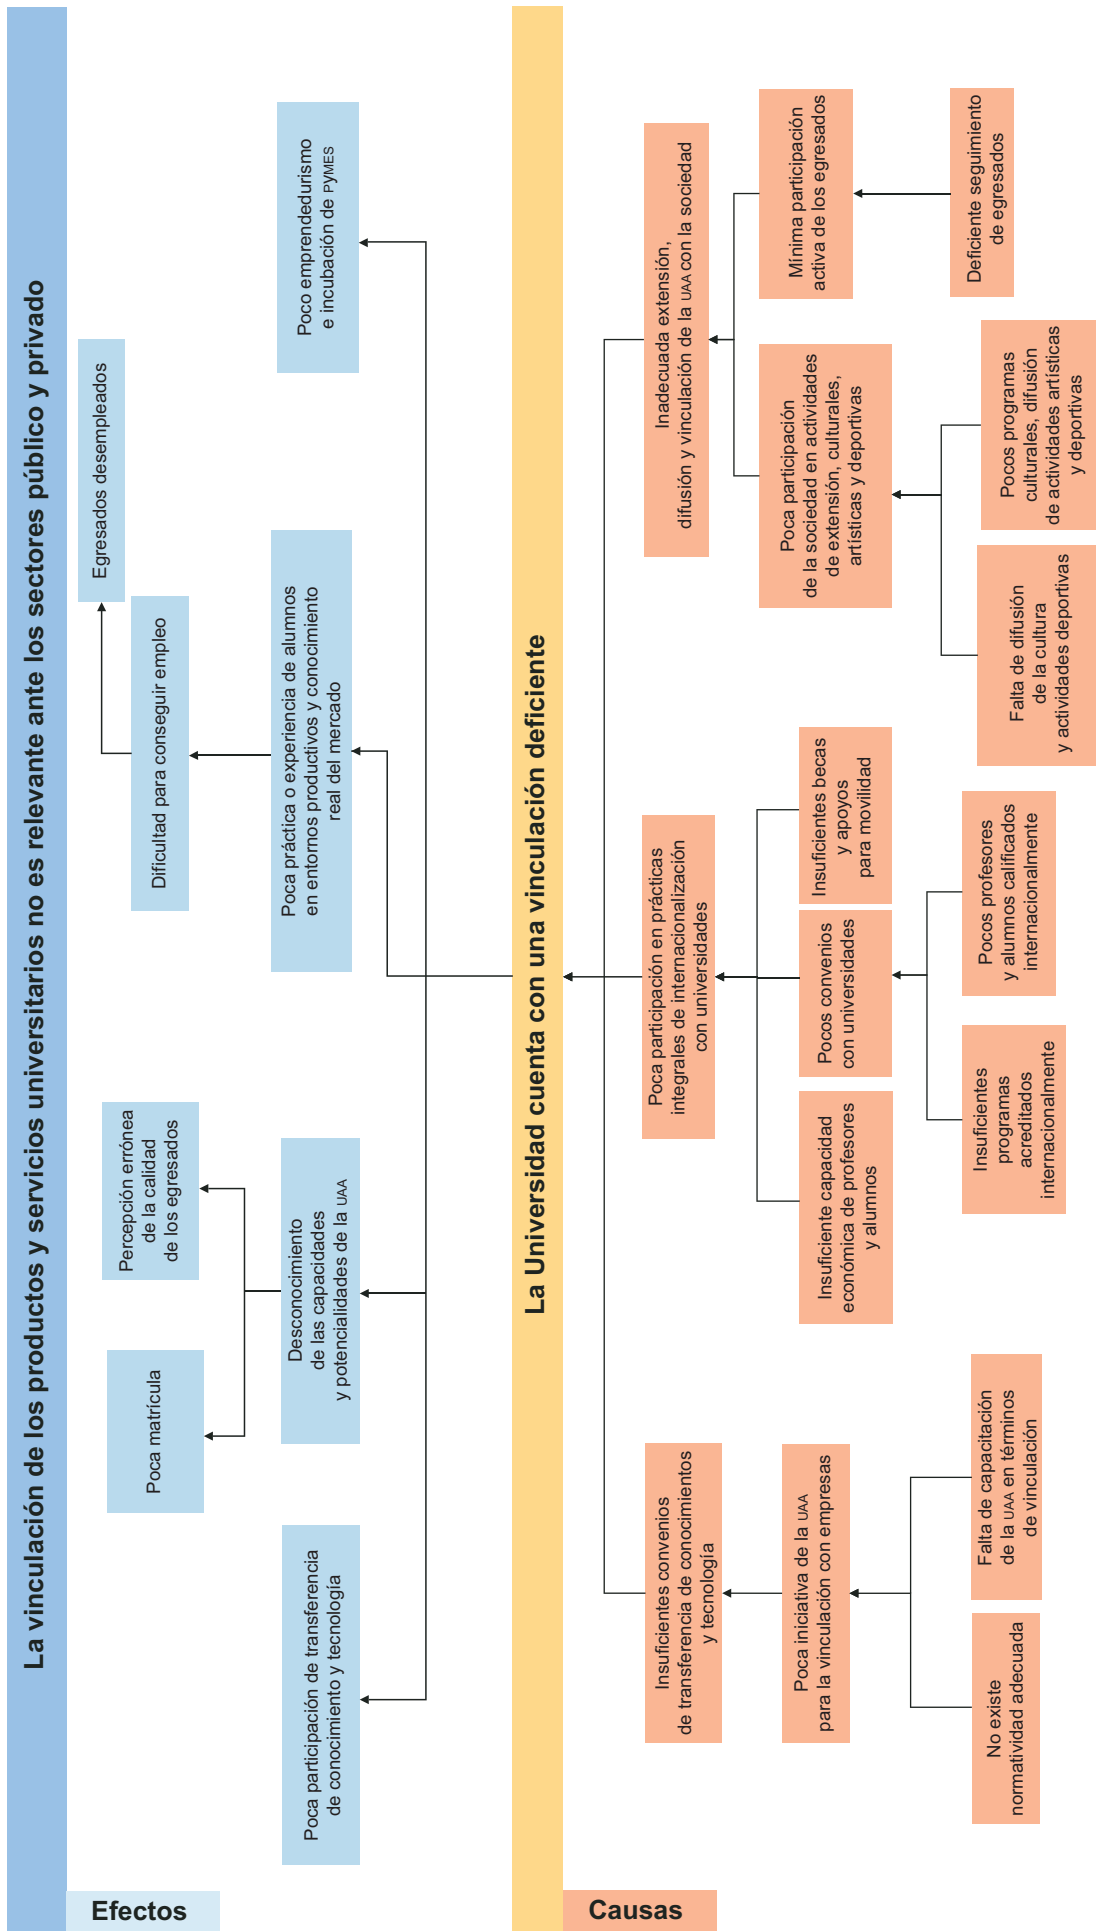 La vinculación de los productos y servicios universitarios no es relevante ante los sectores público y privado
Efectos
Poca matrícula
Percepción errónea
de la calidad
de los egresados
Egresados desempleados
Dificultad para conseguir empleo
Poca participación de transferencia
de conocimiento y tecnología
Desconocimiento
de las capacidades
y potencialidades de la UAA
Poca práctica o experiencia de alumnos
en entornos productivos y conocimiento
real del mercado
Poco emprendedurismo
e incubación de PyMES
La Universidad cuenta con una vinculación deficiente
Causas
Insuficientes convenios
de transferencia de conocimientos
y tecnología
Poca participación en prácticas
integrales de internacionalización
con universidades
Inadecuada extensión,
difusión y vinculación de la UAA con la sociedad
Poca iniciativa de la UAA
para la vinculación con empresas
Insuficiente capacidad
económica de profesores
y alumnos
Pocos convenios
con universidades
Insuficientes becas
y apoyos
para movilidad
Poca participación
de la sociedad en actividades
de extensión, culturales,
artísticas y deportivas
Mínima participación
activa de los egresados
No existe
normatividad adecuada
Falta de capacitación
de la UAA en términos
de vinculación
Insuficientes
programas
acreditados
internacionalmente
Pocos profesores
y alumnos calificados
internacionalmente
Falta de difusión
de la cultura
y actividades deportivas
Pocos programas
culturales, difusión
de actividades artísticas
y deportivas
Deficiente seguimiento
de egresados